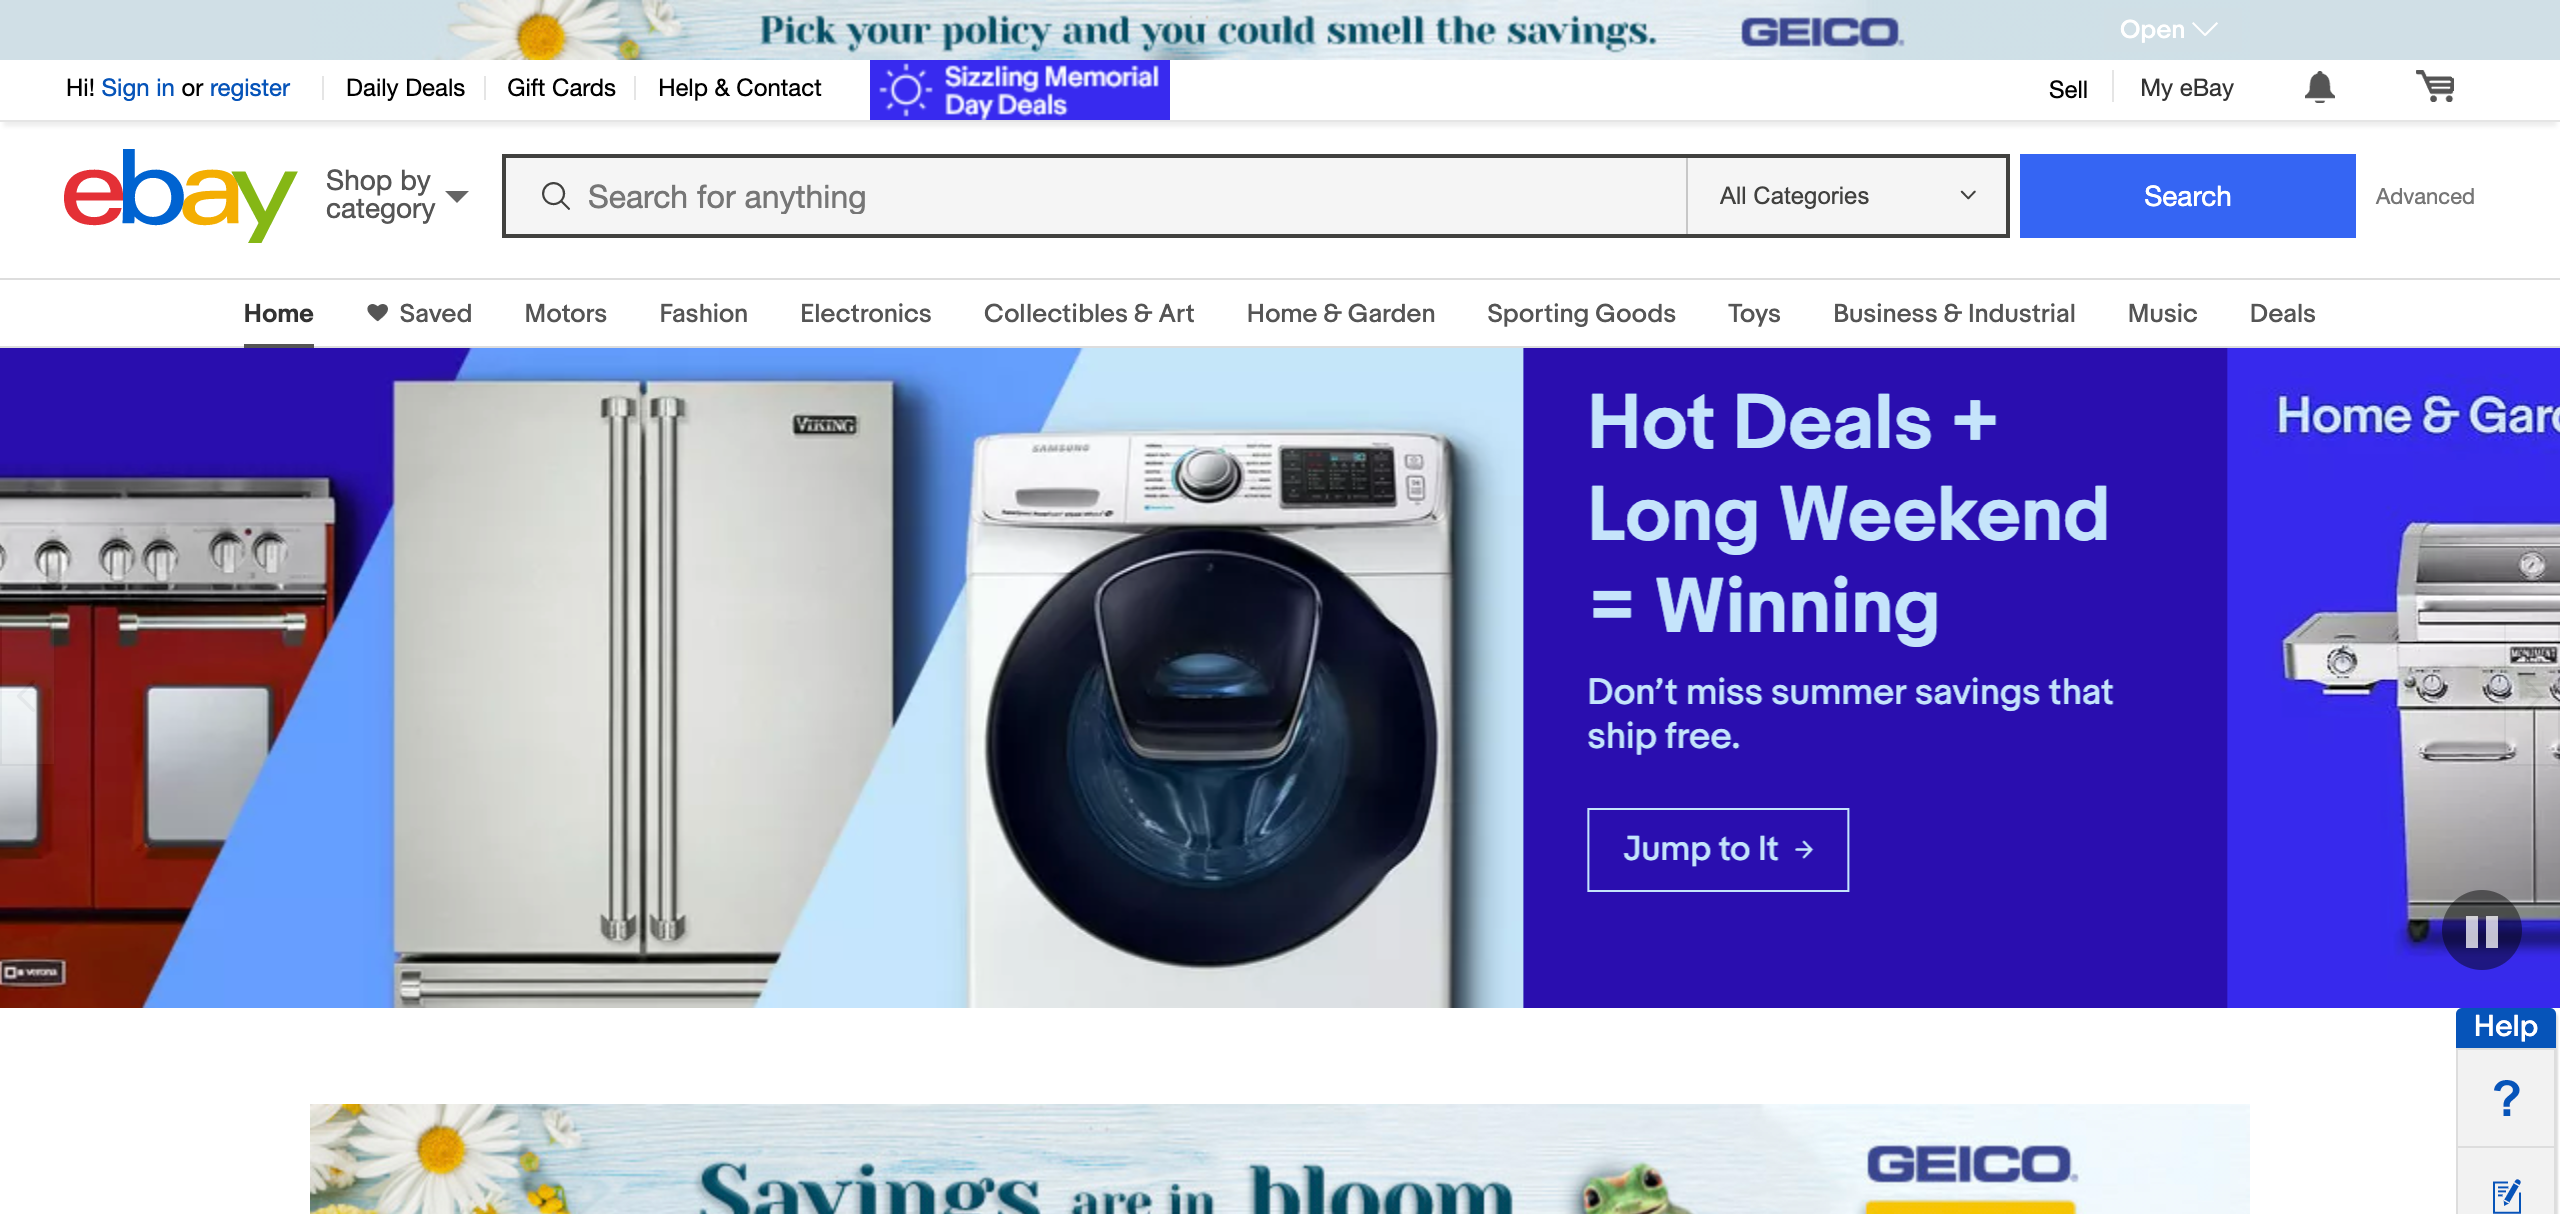 Pick your policy and you could smell the savings.
GEICO
Open
Hi! Sign in or register
Daily Deals
Gift Cards
Help & Contact
Sizzling Memorial
Day Deals
Sell
My eBay
ebay
Shop by
category
Search for anything
All Categories
Search
Advanced
Home
Saved
Motors
Fashion
Electronics
Collectibles & Art
Home & Garden
Sporting Goods
Toys
Business & Industrial
Music
Deals
VIKING
SAMSUNG
verona
Hot Deals +
Long Weekend
= Winning
Don’t miss summer savings that
ship free.
Jump to It →
Home & Gar
Help
?
Savings are in bloom
GEICO